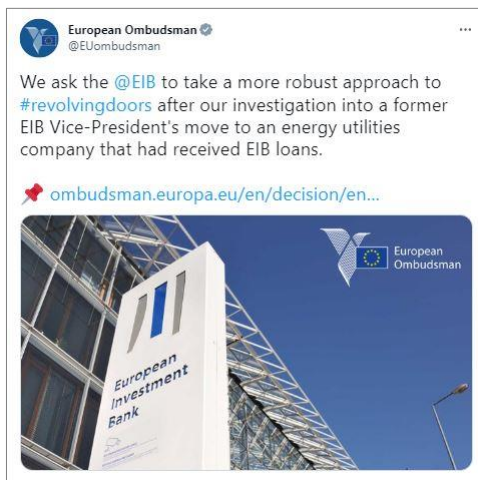 European Ombudsman
@EUombudsman
We ask the @EIB to take a more robust approach to
#revolvingdoors after our investigation into a former
EIB Vice-President's move to an energy utilities
company that had received EIB loans.
ombudsman.europa.eu/en/decision/en...
European
Ombudsman
European
Investment
Bank